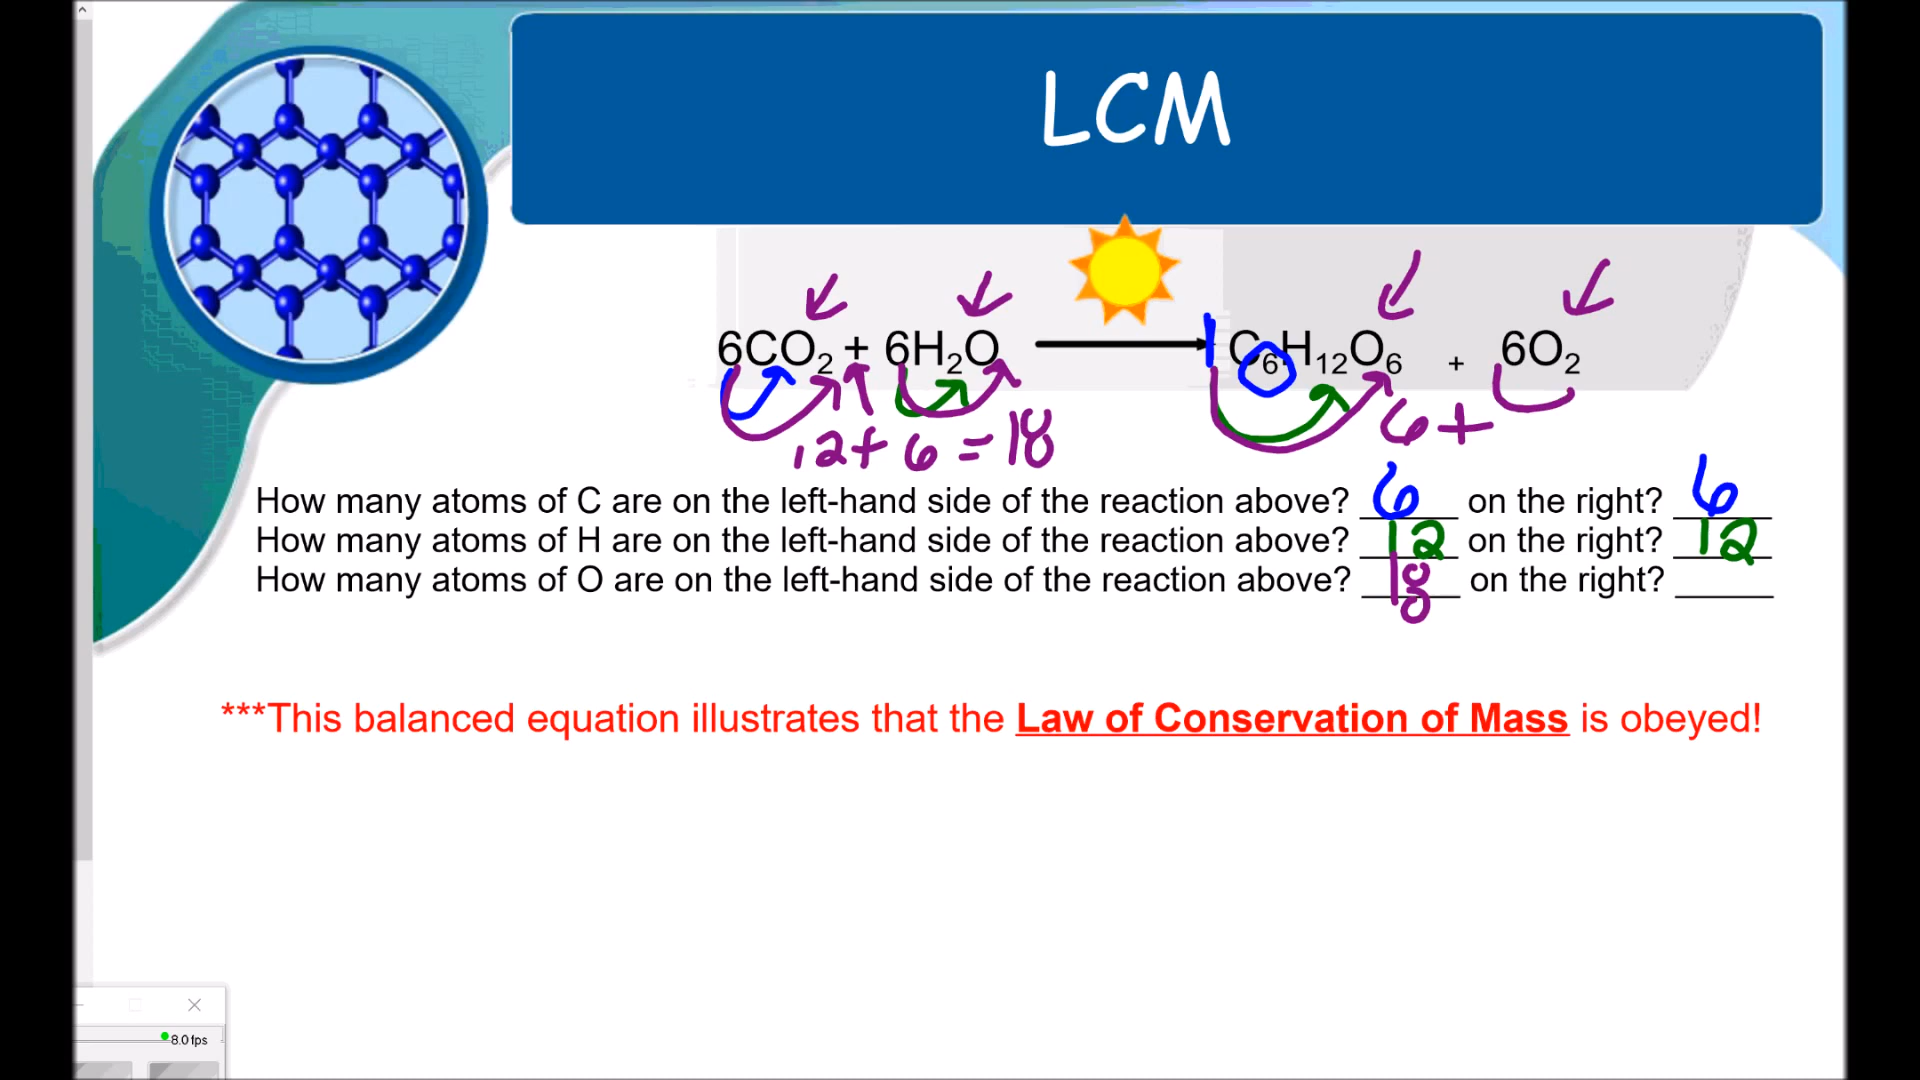 LCM
6CO₂ + 6H₂O 1 C₆H₁₂O₆ + 6O₂
12 + 6 = 18 6 +
How many atoms of C are on the left-hand side of the reaction above? 6 on the right? 6
How many atoms of H are on the left-hand side of the reaction above? 12 on the right? 12
How many atoms of O are on the left-hand side of the reaction above? 18 on the right? ____
***This balanced equation illustrates that the Law of Conservation of Mass is obeyed!
8.0 fps